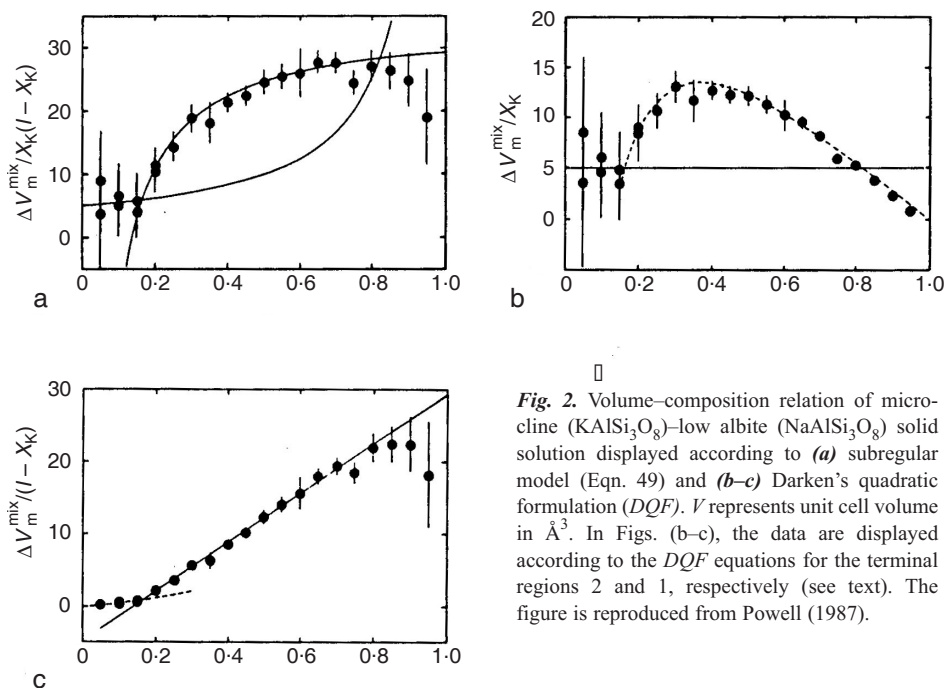 30
20
10
0
ΔV_m^mix/X_K(1 – X_K)
0 0·2 0·4 0·6 0·8 1.0
a
20
15
10
5
0
5
ΔV_m^mix/X_K
0 0·2 0·4 0·6 0·8 1.0
b
30
20
10
0
ΔV_m^mix/(1 – X_K)
0 0·2 0·4 0·6 0·8 1.0
c
Fig. 2. Volume–composition relation of micro-
cline (KAlSi₃O₈)–low albite (NaAlSi₃O₈) solid
solution displayed according to (a) subregular
model (Eqn. 49) and (b–c) Darken's quadratic
formulation (DQF). V represents unit cell volume
in Å³. In Figs. (b–c), the data are displayed
according to the DQF equations for the terminal
regions 2 and 1, respectively (see text). The
figure is reproduced from Powell (1987).